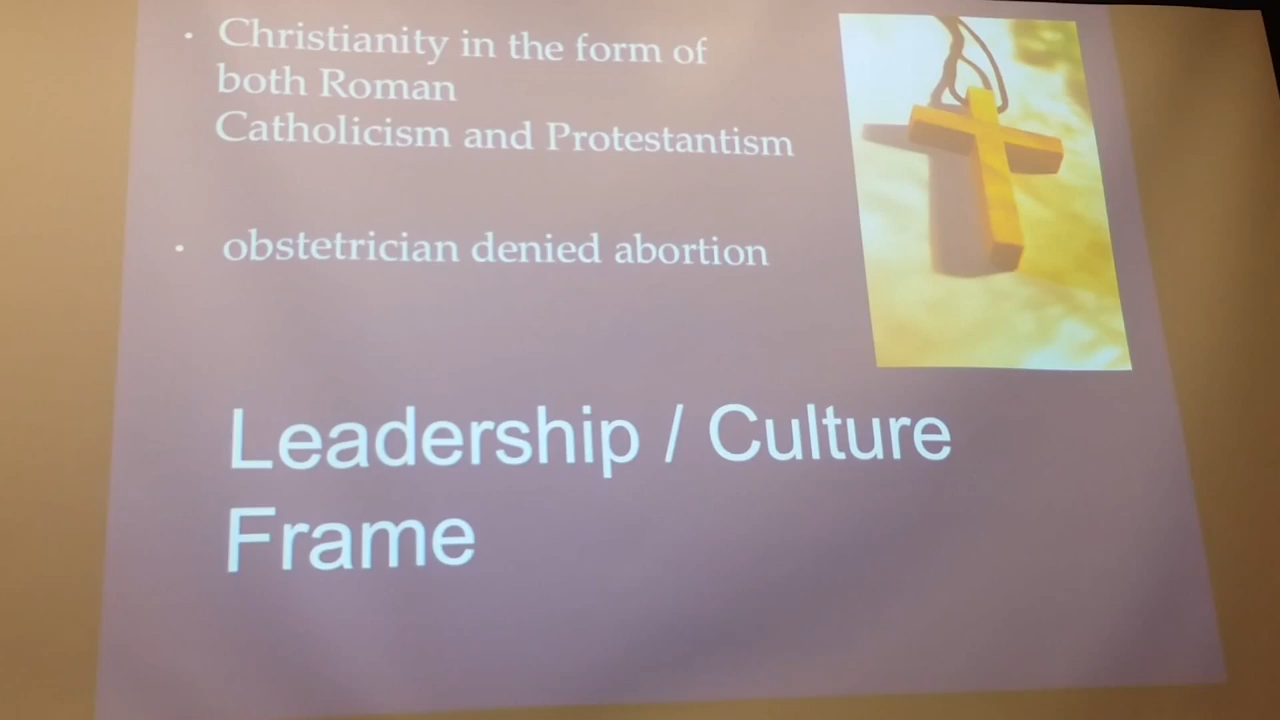 • Christianity in the form of
both Roman
Catholicism and Protestantism
• obstetrician denied abortion
Leadership / Culture
Frame